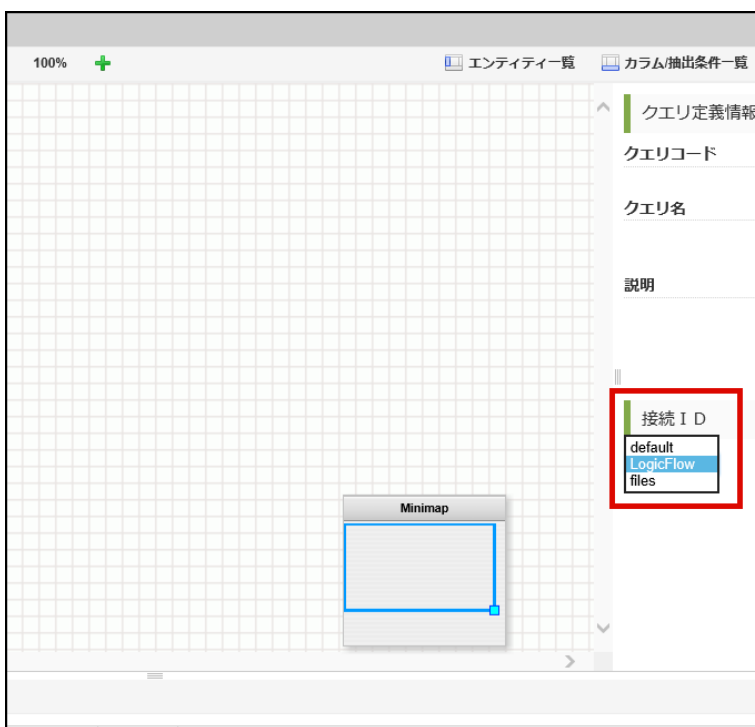 100%
エンティティ一覧
カラム/抽出条件一覧
クエリ定義情報
クエリコード
クエリ名
説明
接続ＩＤ
default
LogicFlow
files
Minimap